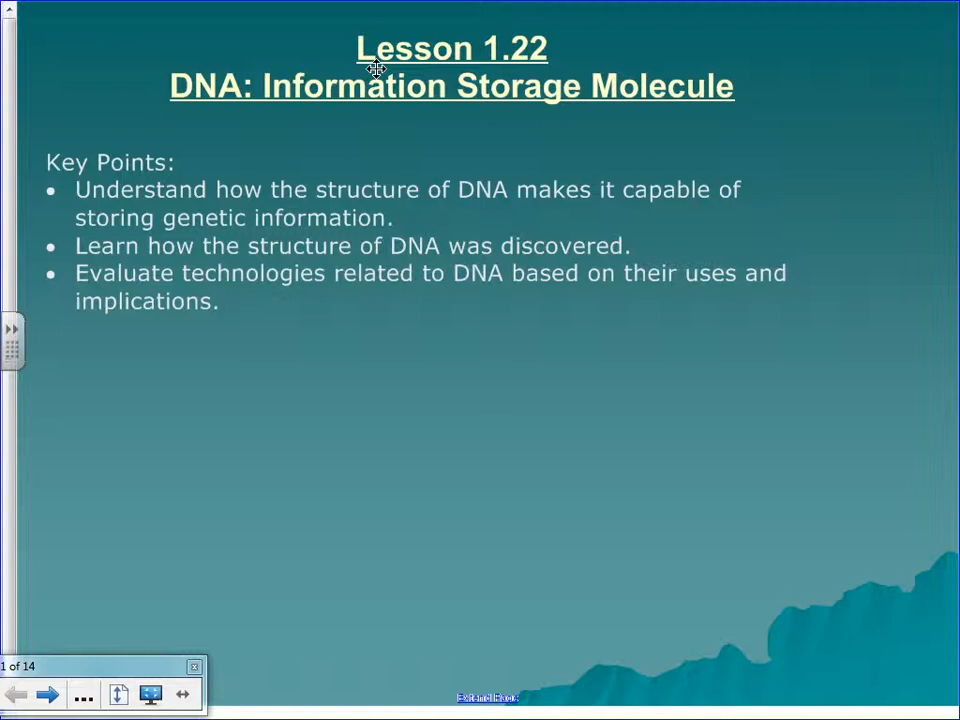 Lesson 1.22
DNA: Information Storage Molecule
Key Points:
• Understand how the structure of DNA makes it capable of
storing genetic information.
• Learn how the structure of DNA was discovered.
• Evaluate technologies related to DNA based on their uses and
implications.
1 of 14
Extend Page